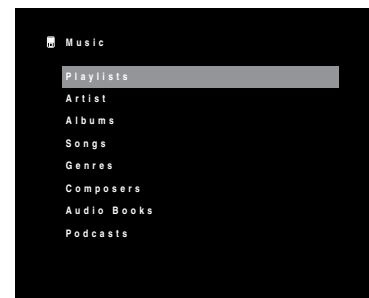 Music
Playlists
Artist
Albums
Songs
Genres
Composers
Audio Books
Podcasts